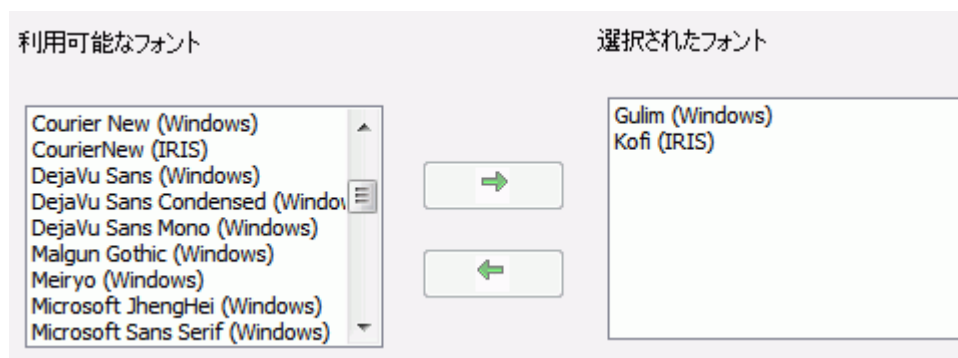 利用可能なフォント
選択されたフォント
Courier New (Windows)
CourierNew (IRIS)
DejaVu Sans (Windows)
DejaVu Sans Condensed (Window
DejaVu Sans Mono (Windows)
Malgun Gothic (Windows)
Meiryo (Windows)
Microsoft JhengHei (Windows)
Microsoft Sans Serif (Windows)
Gulim (Windows)
Kofi (IRIS)